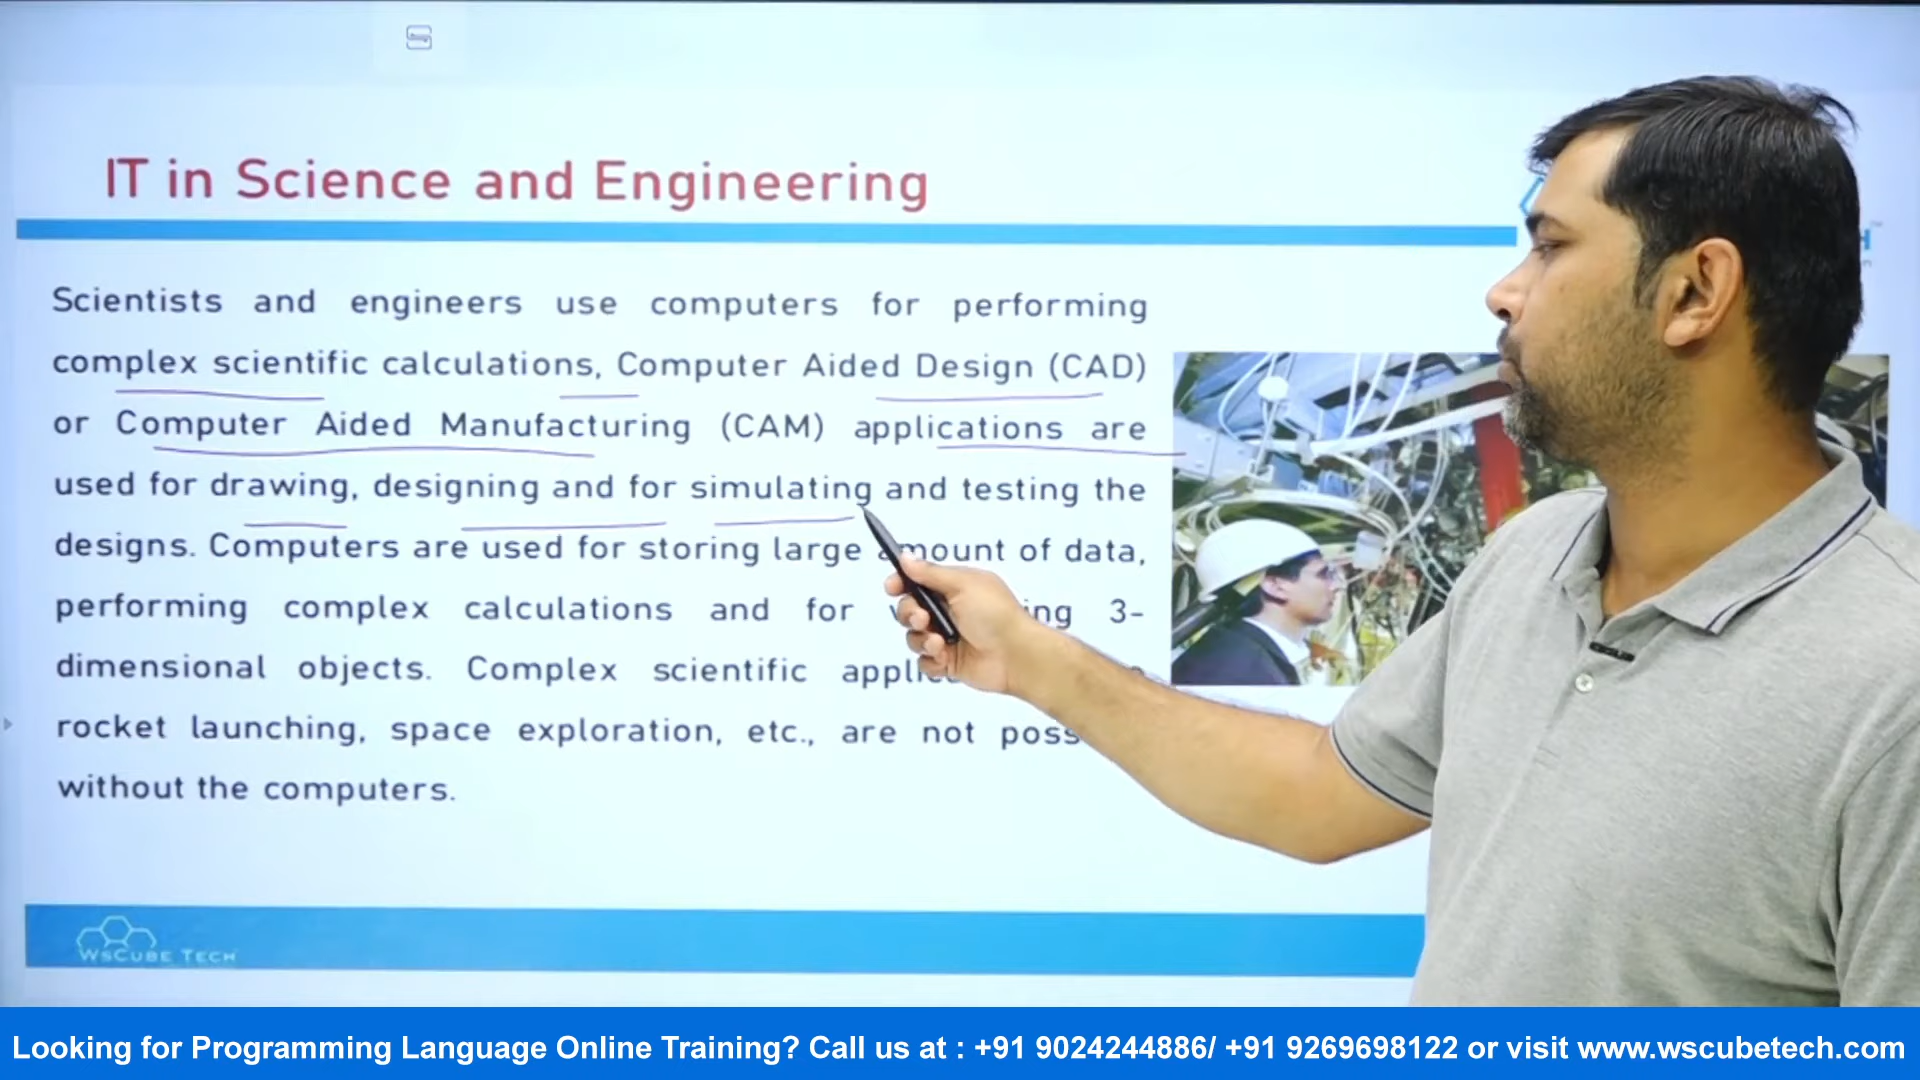 IT in Science and Engineering
Scientists and engineers use computers for performing
complex scientific calculations, Computer Aided Design (CAD)
or Computer Aided Manufacturing (CAM) applications are
used for drawing, designing and for simulating and testing the
designs. Computers are used for storing large amount of data,
performing complex calculations and for 3-
dimensional objects. Complex scientific
rocket launching, space exploration, etc., are not
without the computers.
WsCube Tech
Looking for Programming Language Online Training? Call us at : +91 9024244886/ +91 9269698122 or visit www.wscubetech.com